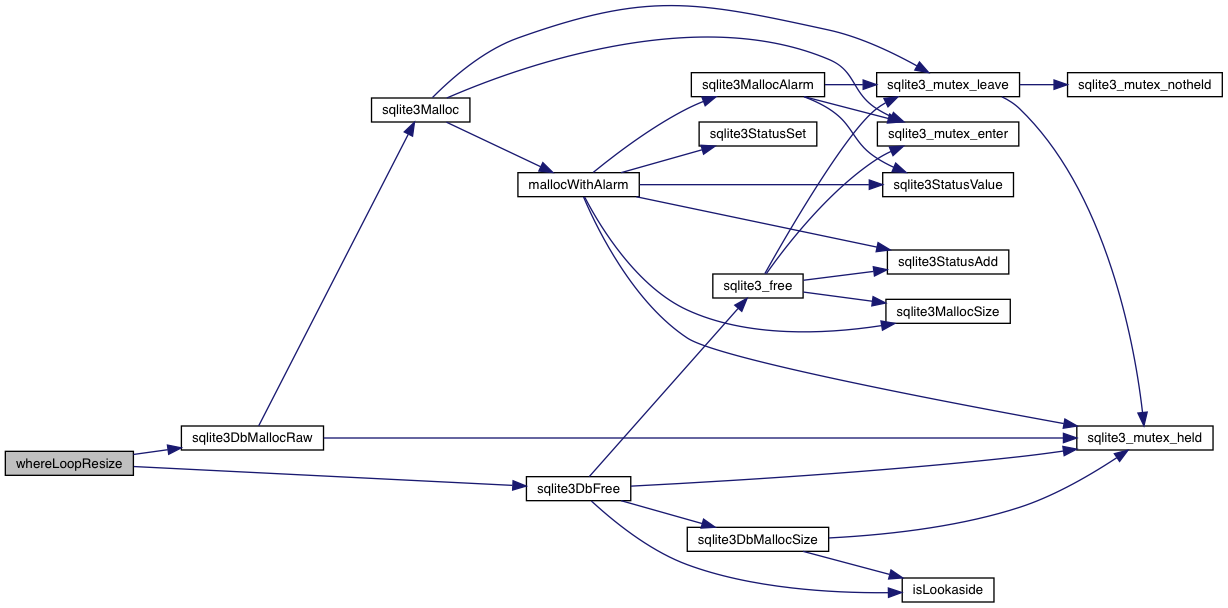 whereLoopResize
sqlite3DbMallocRaw
sqlite3Malloc
mallocWithAlarm
sqlite3MallocAlarm
sqlite3StatusSet
sqlite3_free
sqlite3DbFree
sqlite3DbMallocSize
sqlite3_mutex_leave
sqlite3_mutex_enter
sqlite3StatusValue
sqlite3StatusAdd
sqlite3MallocSize
isLookaside
sqlite3_mutex_notheld
sqlite3_mutex_held